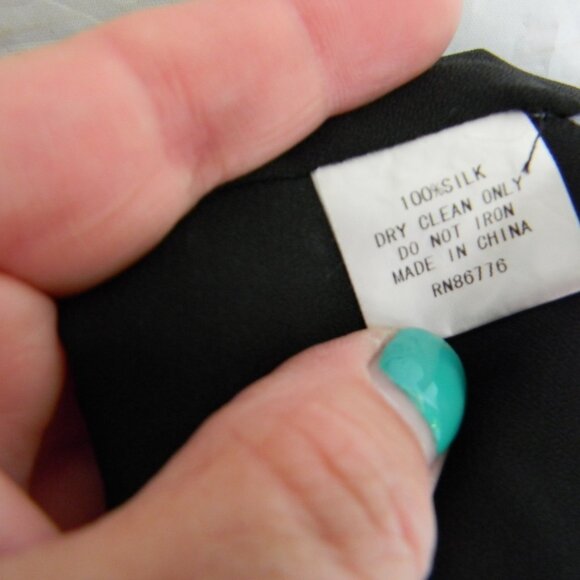 100%SILK
DRY CLEAN ONLY
DO NOT IRON
MADE IN CHINA
RN86776